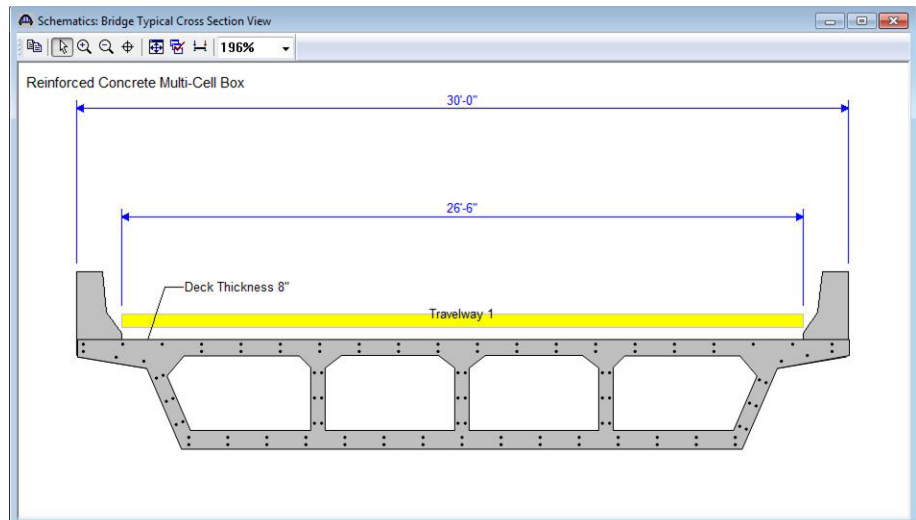 Schematics: Bridge Typical Cross Section View
196%
Reinforced Concrete Multi-Cell Box
30'-0"
26'-6"
Deck Thickness 8"
Travelway 1